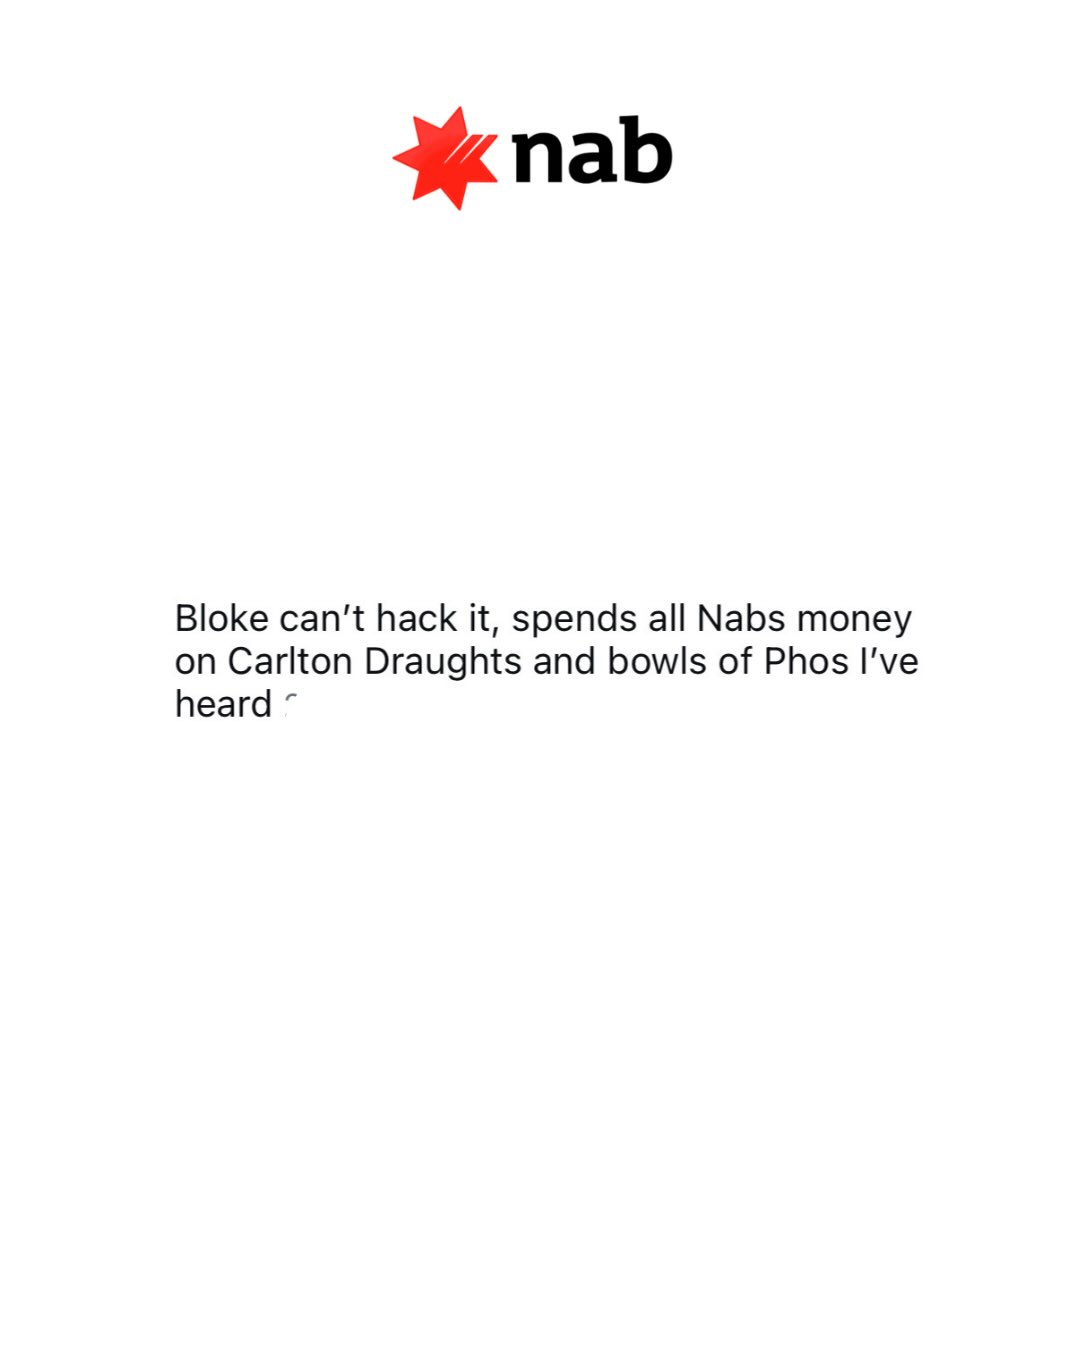 nab
Bloke can’t hack it, spends all Nabs money
on Carlton Draughts and bowls of Phos I’ve
heard